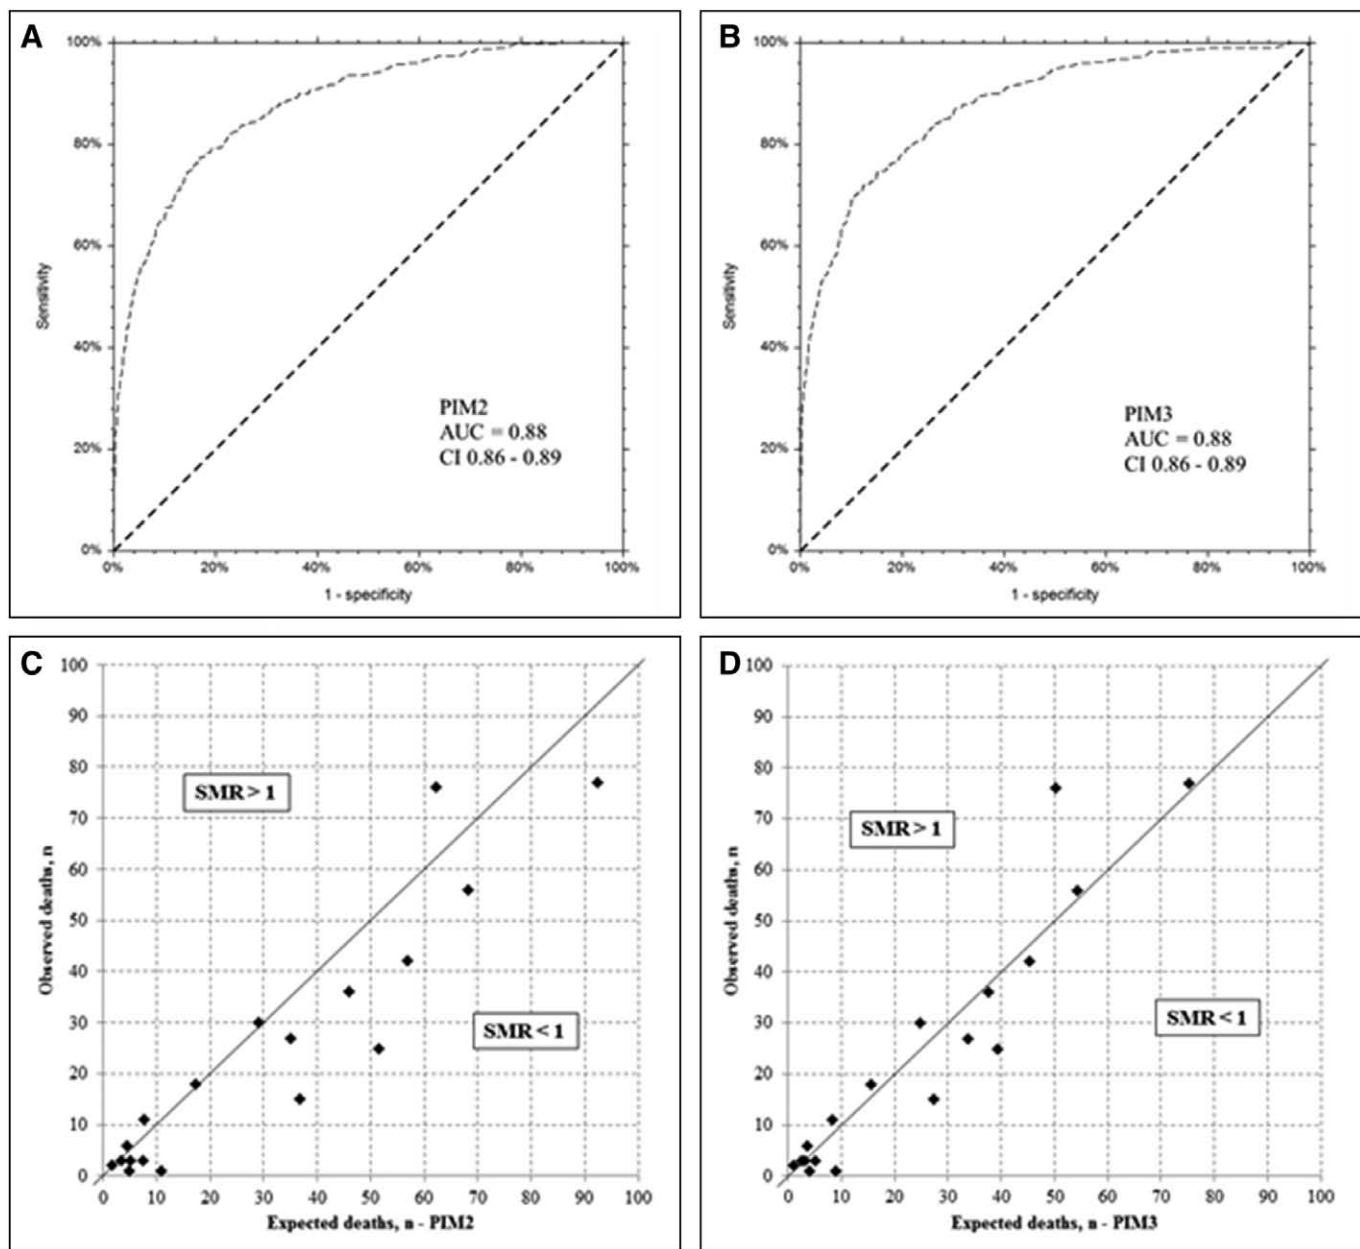 A
100%
80%
60%
40%
20%
0%
Sensitivity
PIM2
AUC = 0.88
CI 0.86 - 0.89
0% 20% 40% 60% 80% 100%
1 - specificity
B
100%
80%
60%
40%
20%
0%
Sensitivity
PIM3
AUC = 0.88
CI 0.86 - 0.89
0% 20% 40% 60% 80% 100%
1 - specificity
C
100
90
80
70
60
50
40
30
20
10
0
Observed deaths, n
SMR > 1
SMR < 1
0 10 20 30 40 50 60 70 80 90 100
Expected deaths, n - PIM2
D
100
90
80
70
60
50
40
30
20
10
0
Observed deaths, n
SMR > 1
SMR < 1
0 10 20 30 40 50 60 70 80 90 100
Expected deaths, n - PIM3